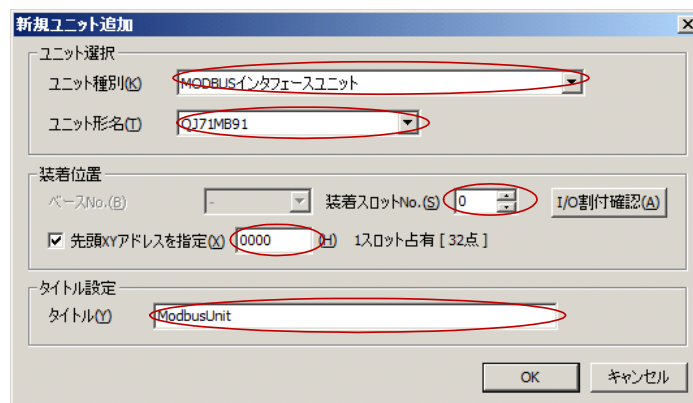 新規ユニット追加
ユニット選択
ユニット種別(K) MODBUSインタフェースユニット
ユニット形名(T) QJ71MB91
装着位置
ベースNo.(B) - 装着スロットNo.(S) 0 I/O割付確認(A)
先頭XYアドレスを指定(X) 0000 (H) 1スロット占有 [ 32点 ]
タイトル設定
タイトル(Y) ModbusUnit
OK キャンセル